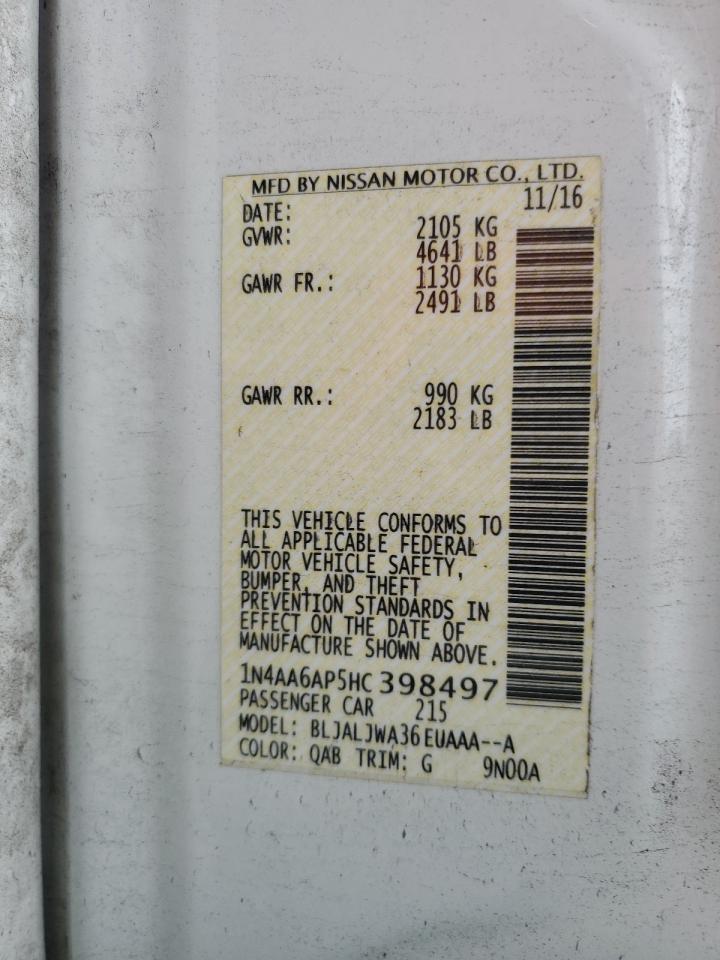 MFD BY NISSAN MOTOR CO., LTD.
DATE: 11/16
GVWR: 2105 KG
4641 LB
GAWR FR.: 1130 KG
2491 LB
GAWR RR.: 990 KG
2183 LB
THIS VEHICLE CONFORMS TO
ALL APPLICABLE FEDERAL
MOTOR VEHICLE SAFETY,
BUMPER, AND THEFT
PREVENTION STANDARDS IN
EFFECT ON THE DATE OF
MANUFACTURE SHOWN ABOVE.
1N4AA6AP5HC 398497
PASSENGER CAR 215
MODEL: BLJALJWA36EUAAA--A
COLOR: QAB TRIM: G 9N00A